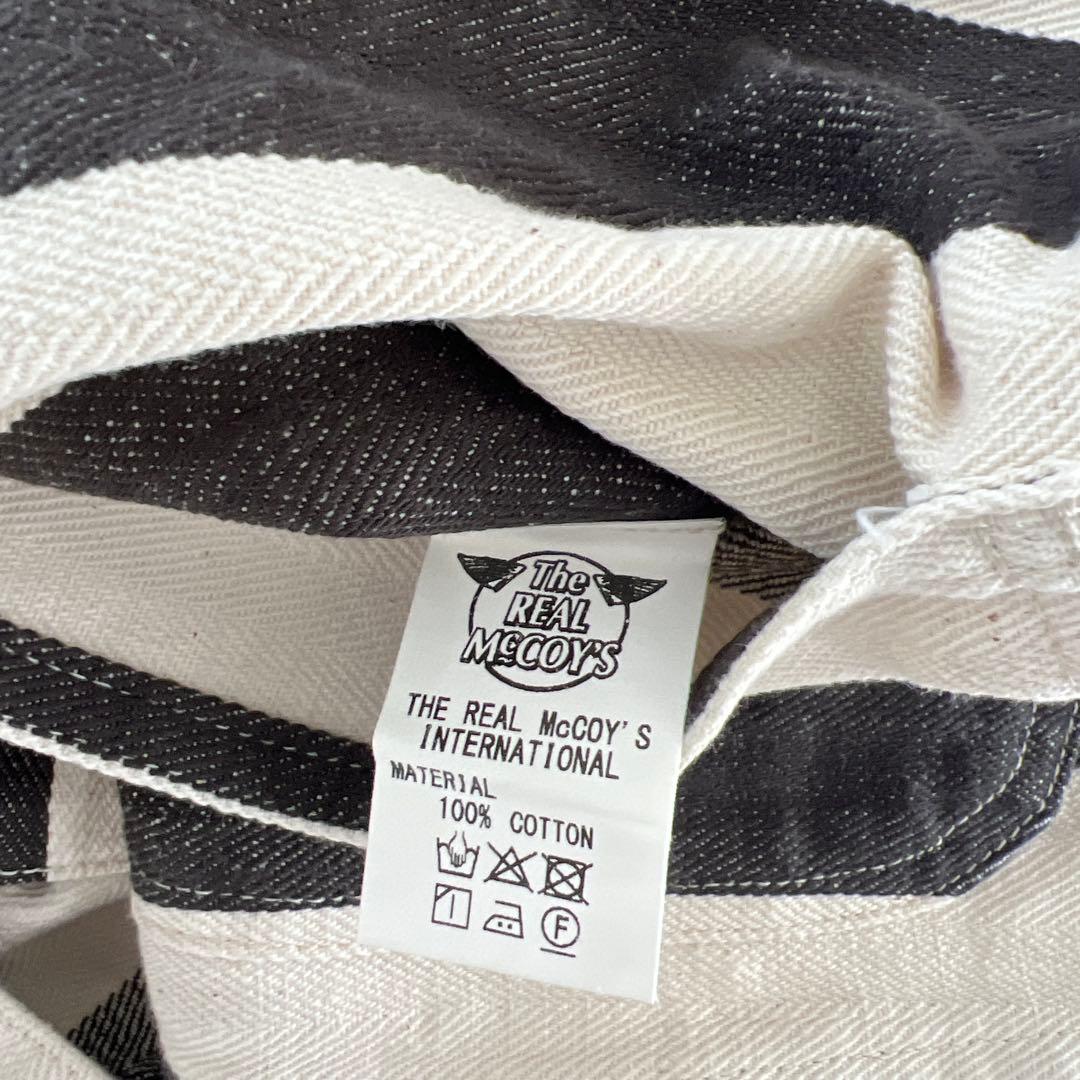 The
REAL
McCOY'S
THE REAL McCOY'S
INTERNATIONAL
MATERIAL
100% COTTON
F